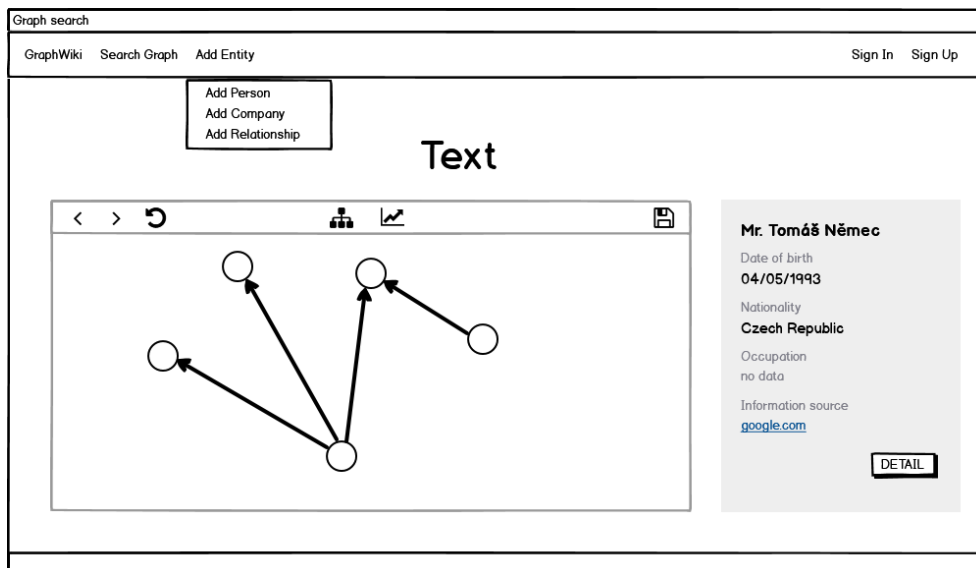 Graph search
GraphWiki Search Graph Add Entity Sign In Sign Up
Add Person
Add Company
Add Relationship
Text
Mr. Tomáš Němec
Date of birth
04/05/1993
Nationality
Czech Republic
Occupation
no data
Information source
google.com
DETAIL